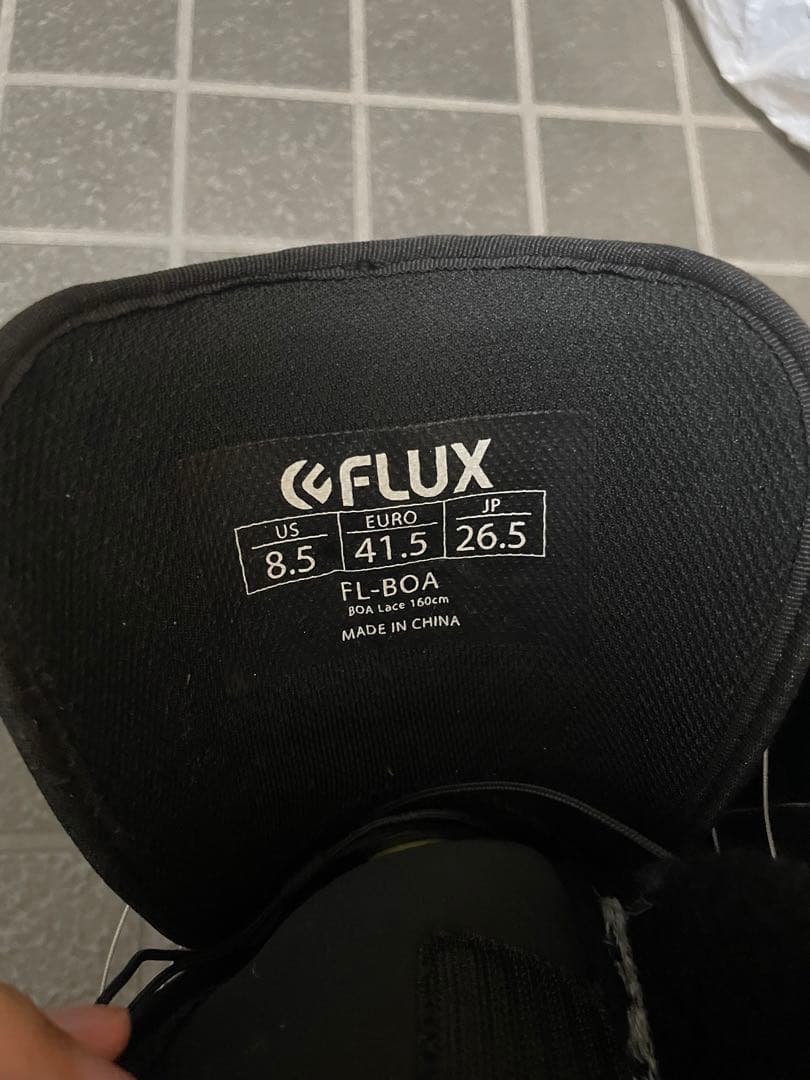 FLUX
US EURO JP
8.5 41.5 26.5
FL-BOA
BOA Lace 160cm
MADE IN CHINA